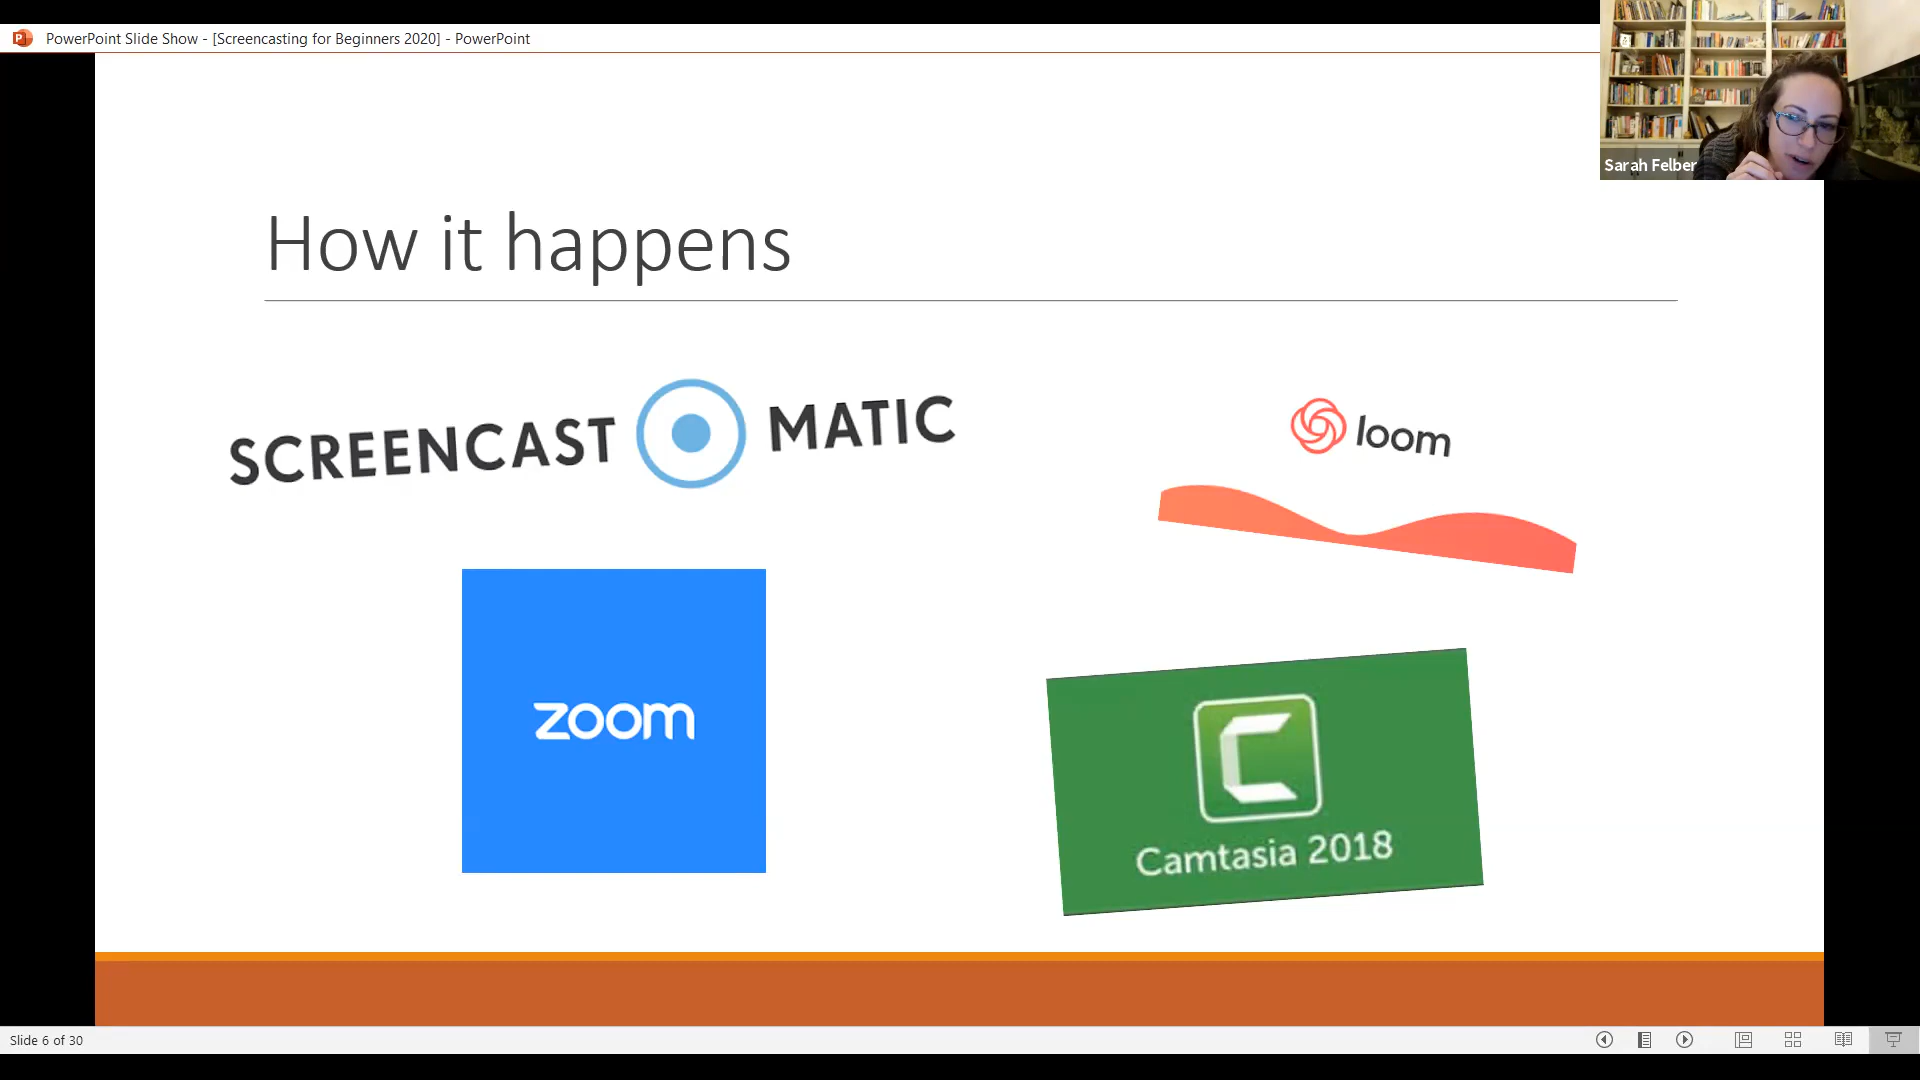 PowerPoint Slide Show - [Screencasting for Beginners 2020] - PowerPoint
Sarah Felber
How it happens
SCREENCAST MATIC
loom
zoom
Camtasia 2018
Slide 6 of 30